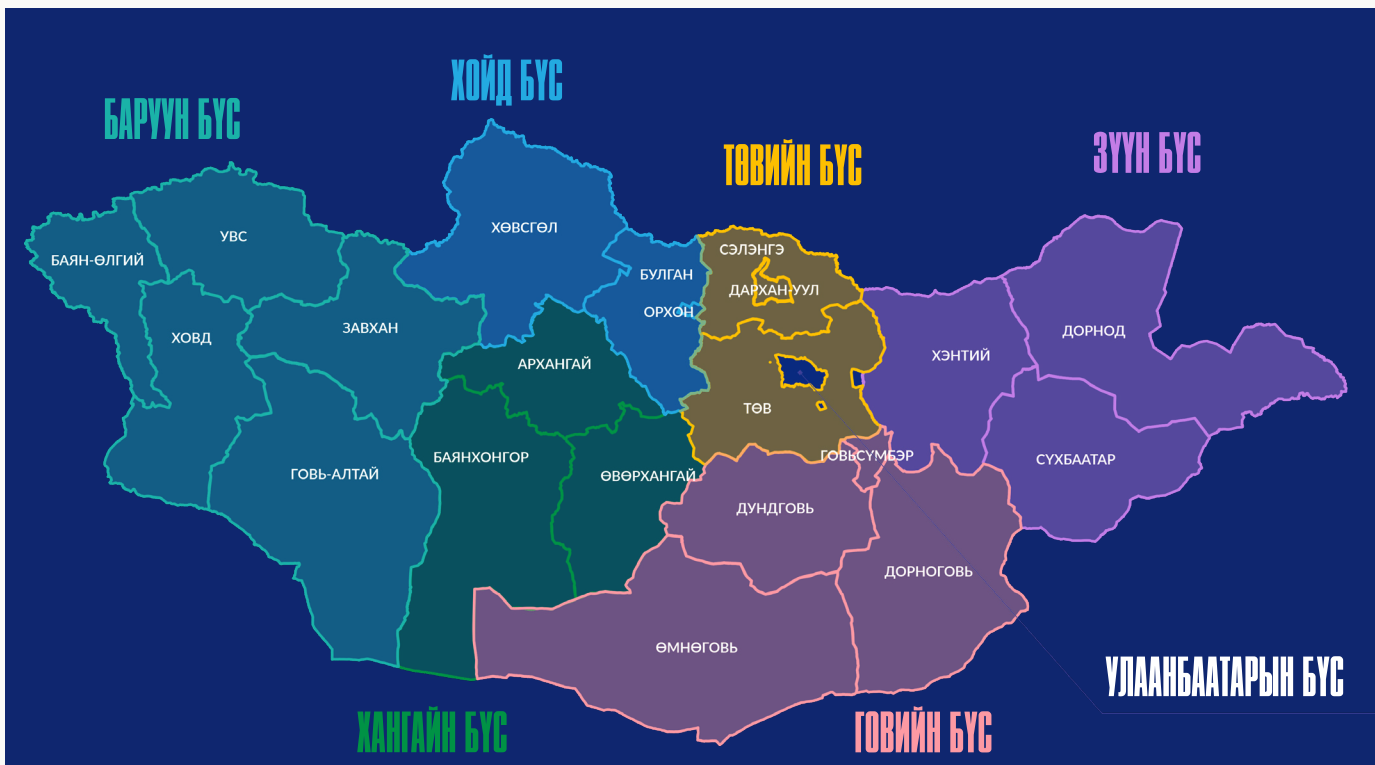 ХОЙД БҮС
БАРУУН БҮС
ТӨВИЙН БҮС
ЗҮҮН БҮС
ХӨВСГӨЛ
УВС
СЭЛЭНГЭ
БАЯН-ӨЛГИЙ
БУЛГАН
ДАРХАН-УУЛ
ОРХОН
ЗАВХАН
ДОРНОД
ХОВД
ХЭНТИЙ
АРХАНГАЙ
ТӨВ
БАЯНХОНГОР
ГОВЬСҮМБЭР
СҮХБААТАР
ГОВЬ-АЛТАЙ
ӨВӨРХАНГАЙ
ДУНДГОВЬ
ДОРНОГОВЬ
ӨМНӨГОВЬ
УЛААНБААТАРЫН БҮС
ХАНГАЙН БҮС
ГОВИЙН БҮС